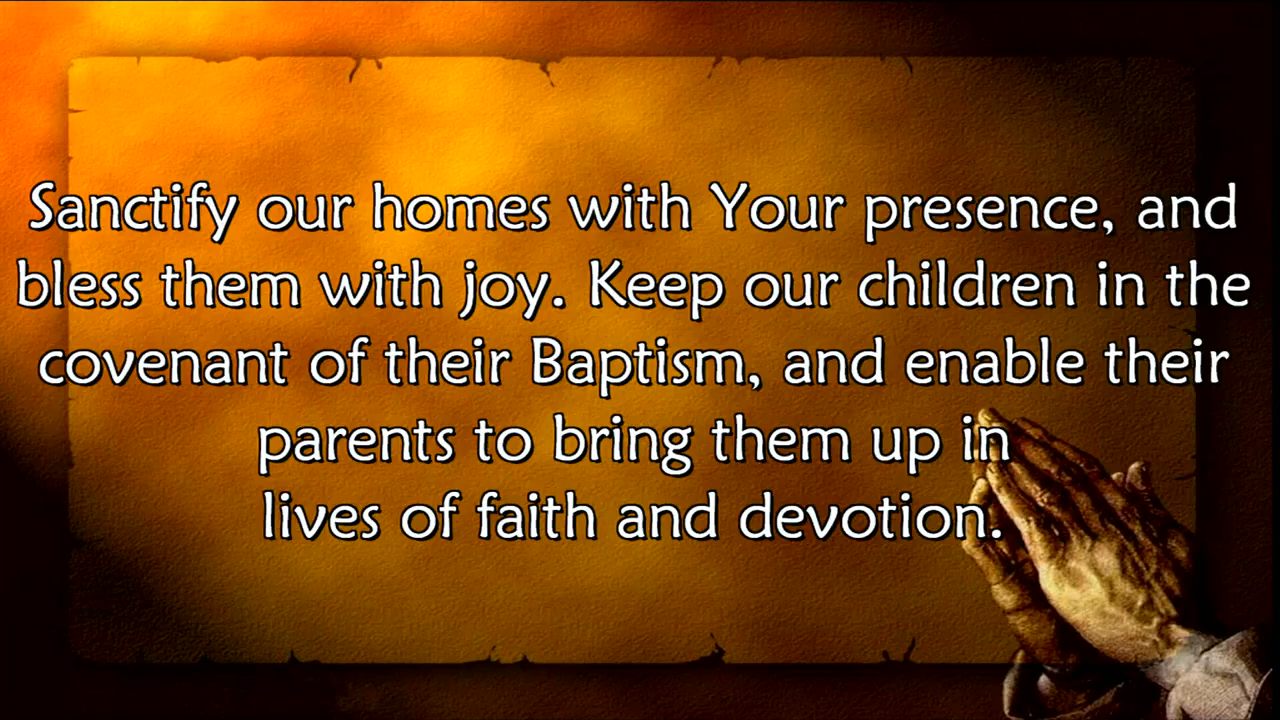 Sanctify our homes with Your presence, and
bless them with joy. Keep our children in the
covenant of their Baptism, and enable their
parents to bring them up in
lives of faith and devotion.